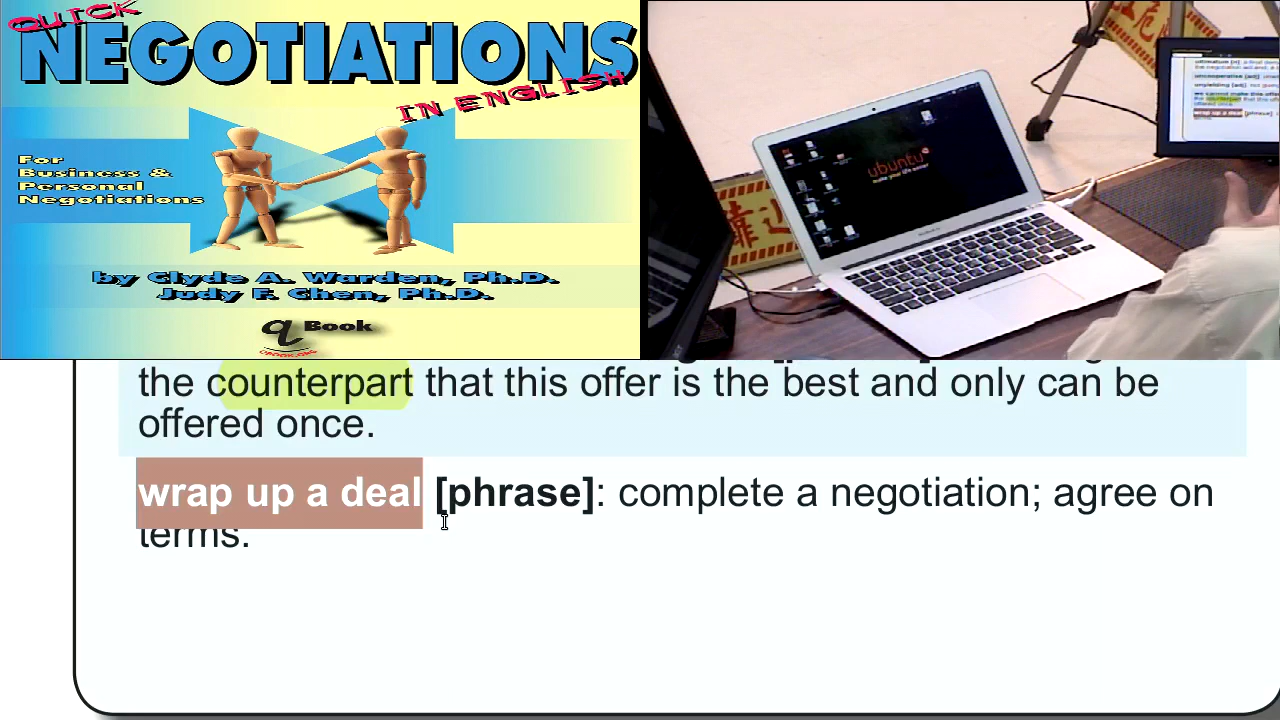 QUICK
NEGOTIATIONS
IN ENGLISH
For
Business &
Personal
Negotiations
by Clyde A. Warden, Ph.D.
Judy F. Chen, Ph.D.
q Book
ubuntu
the counterpart that this offer is the best and only can be
offered once.
wrap up a deal [phrase]: complete a negotiation; agree on
terms.